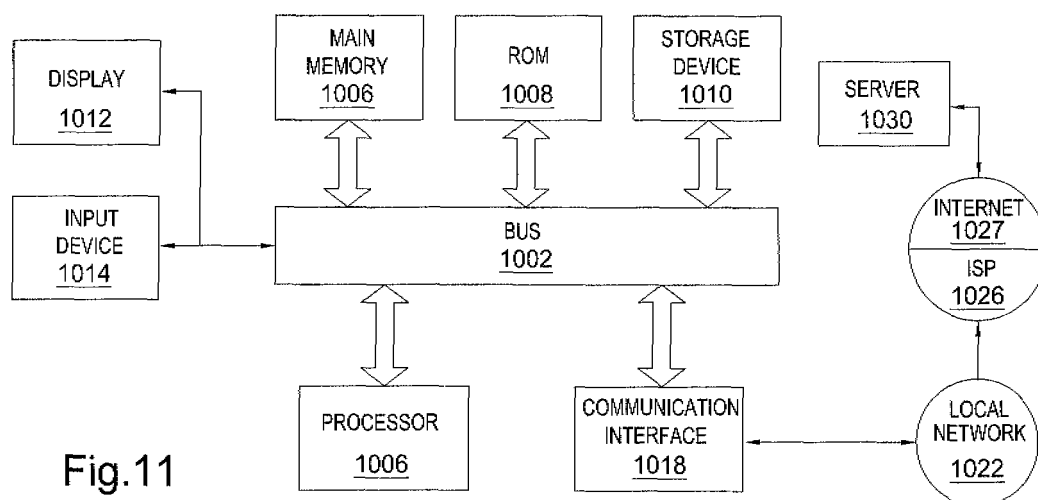 DISPLAY
1012
MAIN
MEMORY
1006
ROM
1008
STORAGE
DEVICE
1010
SERVER
1030
INPUT
DEVICE
1014
BUS
1002
INTERNET
1027
ISP
1026
PROCESSOR
1006
COMMUNICATION
INTERFACE
1018
LOCAL
NETWORK
1022
Fig.11